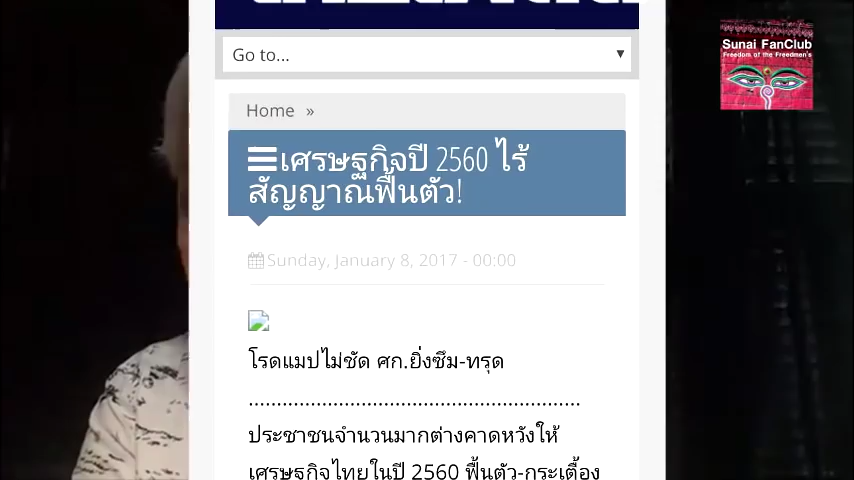 Sunai FanClub
Freedom of the Freedmen's
Go to...
Home »
เศรษฐกิจปี 2560 ไร้
สัญญาณฟื้นตัว!
Sunday, January 8, 2017 - 00:00
โรดแมปไม่ชัด ศก.ยิ่งซึม-ทรุด
............................................................
ประชาชนจำนวนมากต่างคาดหวังให้
เศรษฐกิจไทยในปี 2560 ฟื้นตัว-กระเตื้อง